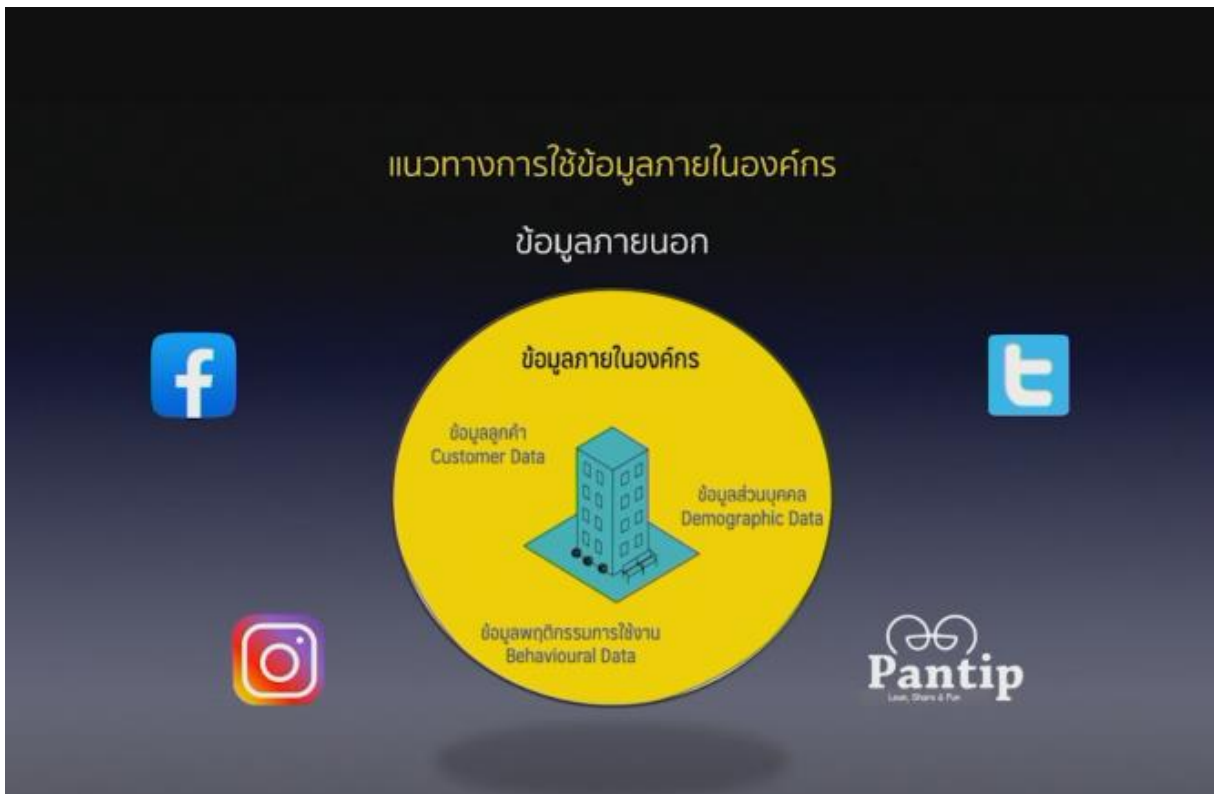 แนวทางการใช้ข้อมูลภายในองค์กร
ข้อมูลภายนอก
ข้อมูลภายในองค์กร
ข้อมูลลูกค้า
Customer Data
ข้อมูลส่วนบุคคล
Demographic Data
ข้อมูลพฤติกรรมการใช้งาน
Behavioural Data
Pantip
Learn, Share & Fun